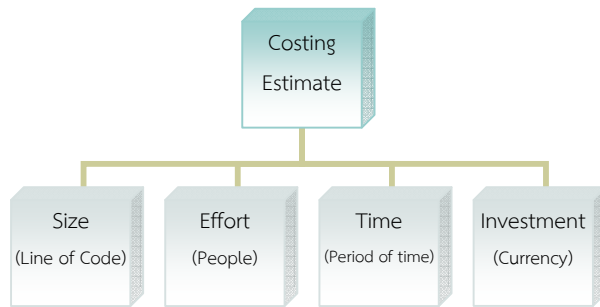 Costing
Estimate
Size
(Line of Code)
Effort
(People)
Time
(Period of time)
Investment
(Currency)